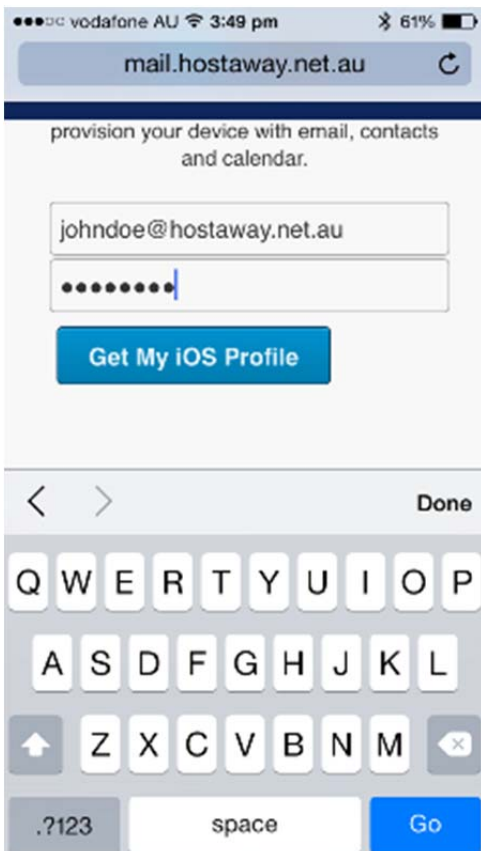 vodafone AU 3:49 pm 61%
mail.hostaway.net.au
provision your device with email, contacts
and calendar.
johndoe@hostaway.net.au
••••••••
Get My iOS Profile
Done
Q W E R T Y U I O P
A S D F G H J K L
Z X C V B N M
.?123 space Go